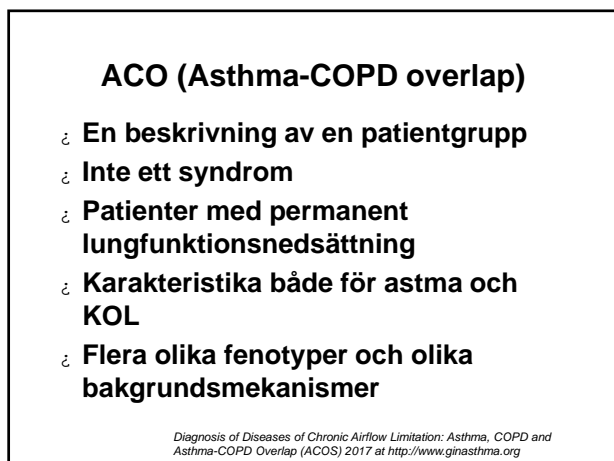 ACO (Asthma-COPD overlap)
¿ En beskrivning av en patientgrupp
¿ Inte ett syndrom
¿ Patienter med permanent
lungfunktionsnedsättning
¿ Karakteristika både för astma och
KOL
¿ Flera olika fenotyper och olika
bakgrundsmekanismer
Diagnosis of Diseases of Chronic Airflow Limitation: Asthma, COPD and
Asthma-COPD Overlap (ACOS) 2017 at http://www.ginasthma.org